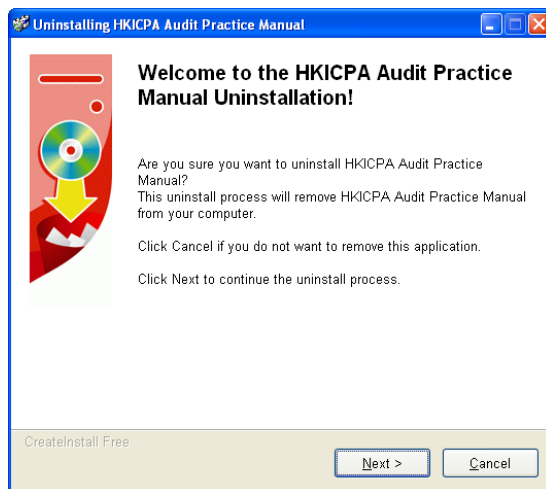 Uninstalling HKICPA Audit Practice Manual
Welcome to the HKICPA Audit Practice
Manual Uninstallation!
Are you sure you want to uninstall HKICPA Audit Practice
Manual?
This uninstall process will remove HKICPA Audit Practice Manual
from your computer.
Click Cancel if you do not want to remove this application.
Click Next to continue the uninstall process.
CreateInstall Free
Next >
Cancel